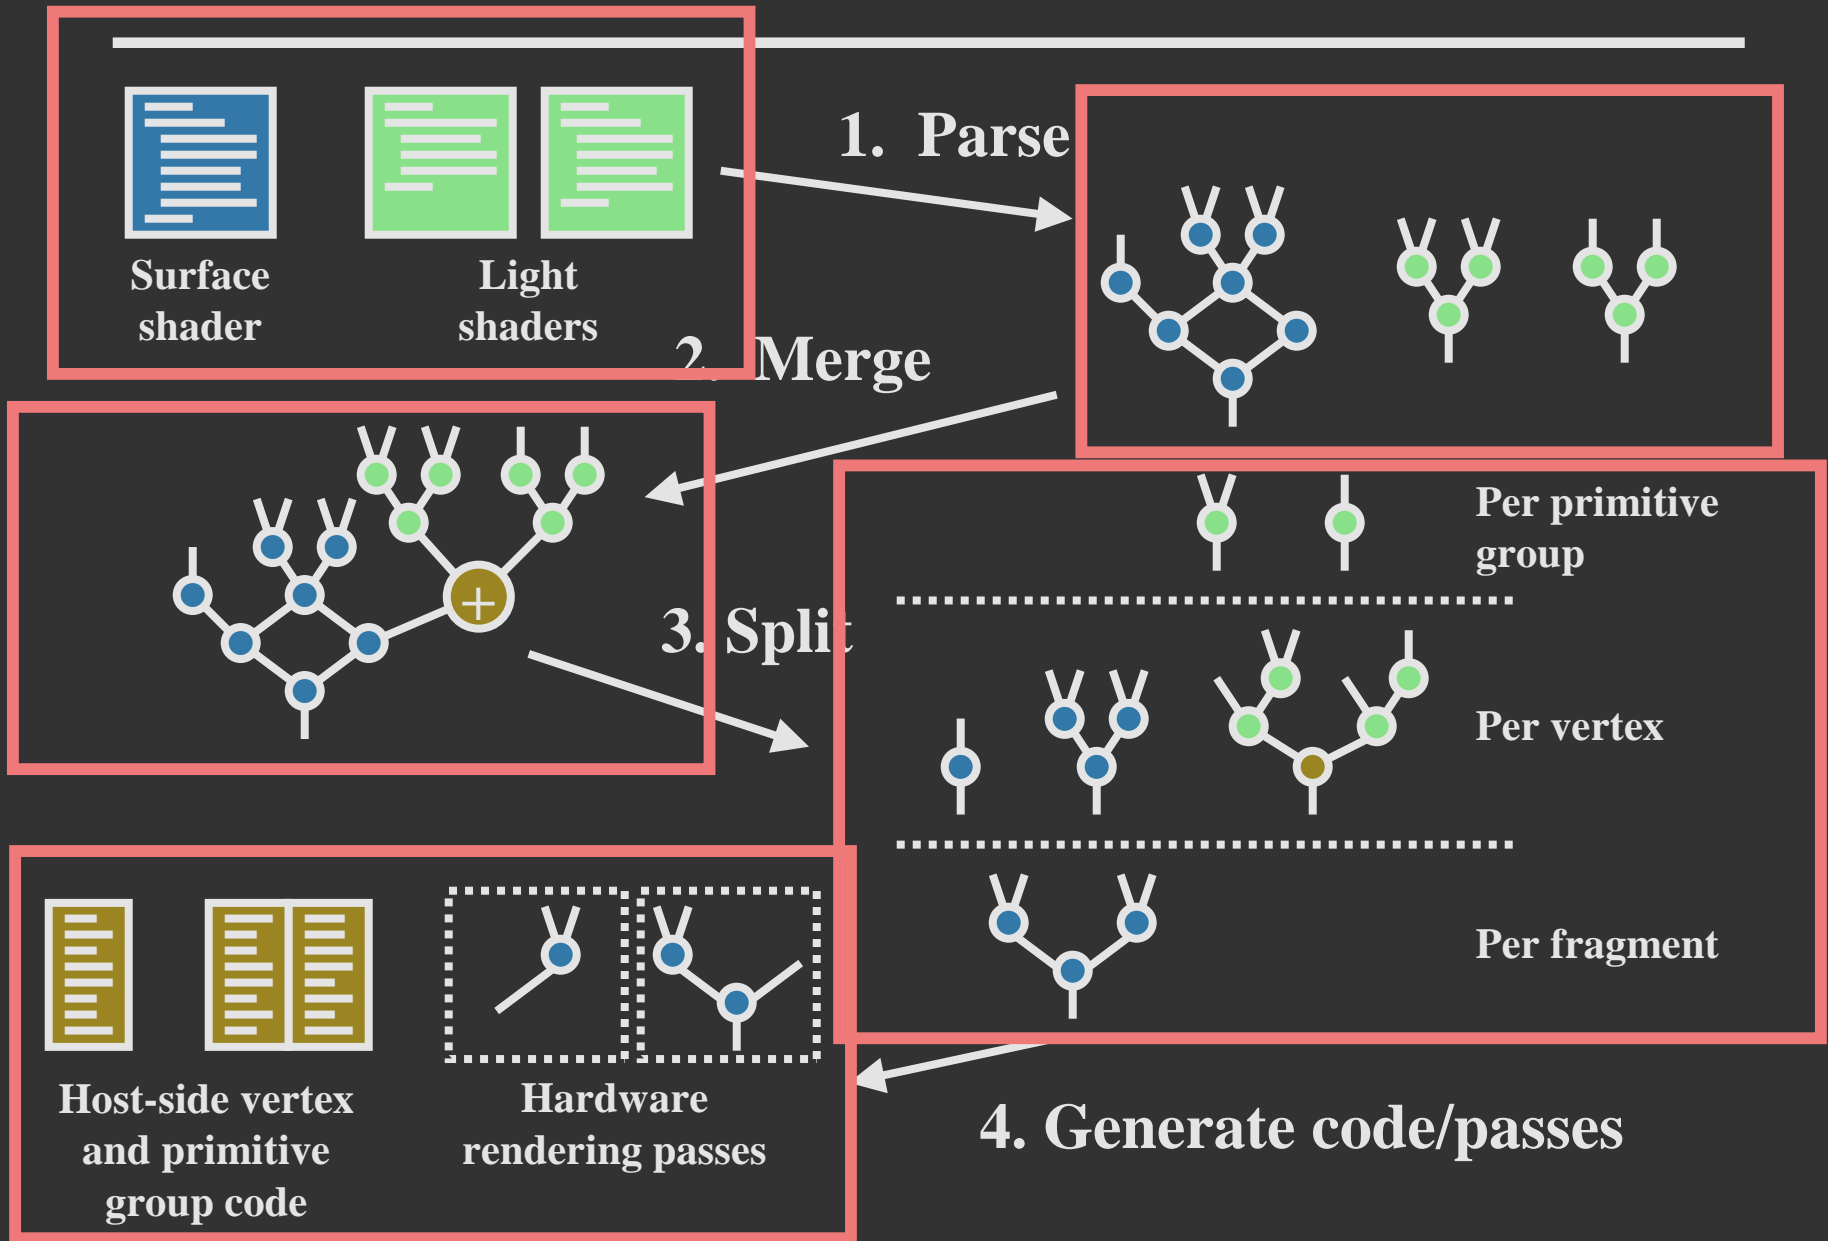 1. Parse
Surface
shader
Light
shaders
2. Merge
Per primitive
group
+
3. Split
Per vertex
Per fragment
Host-side vertex
and primitive
group code
Hardware
rendering passes
4. Generate code/passes